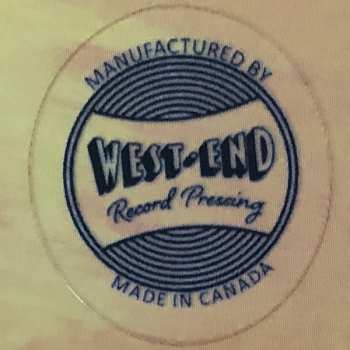 MANUFACTURED BY
WEST-END
Record Pressing
MADE IN CANADA